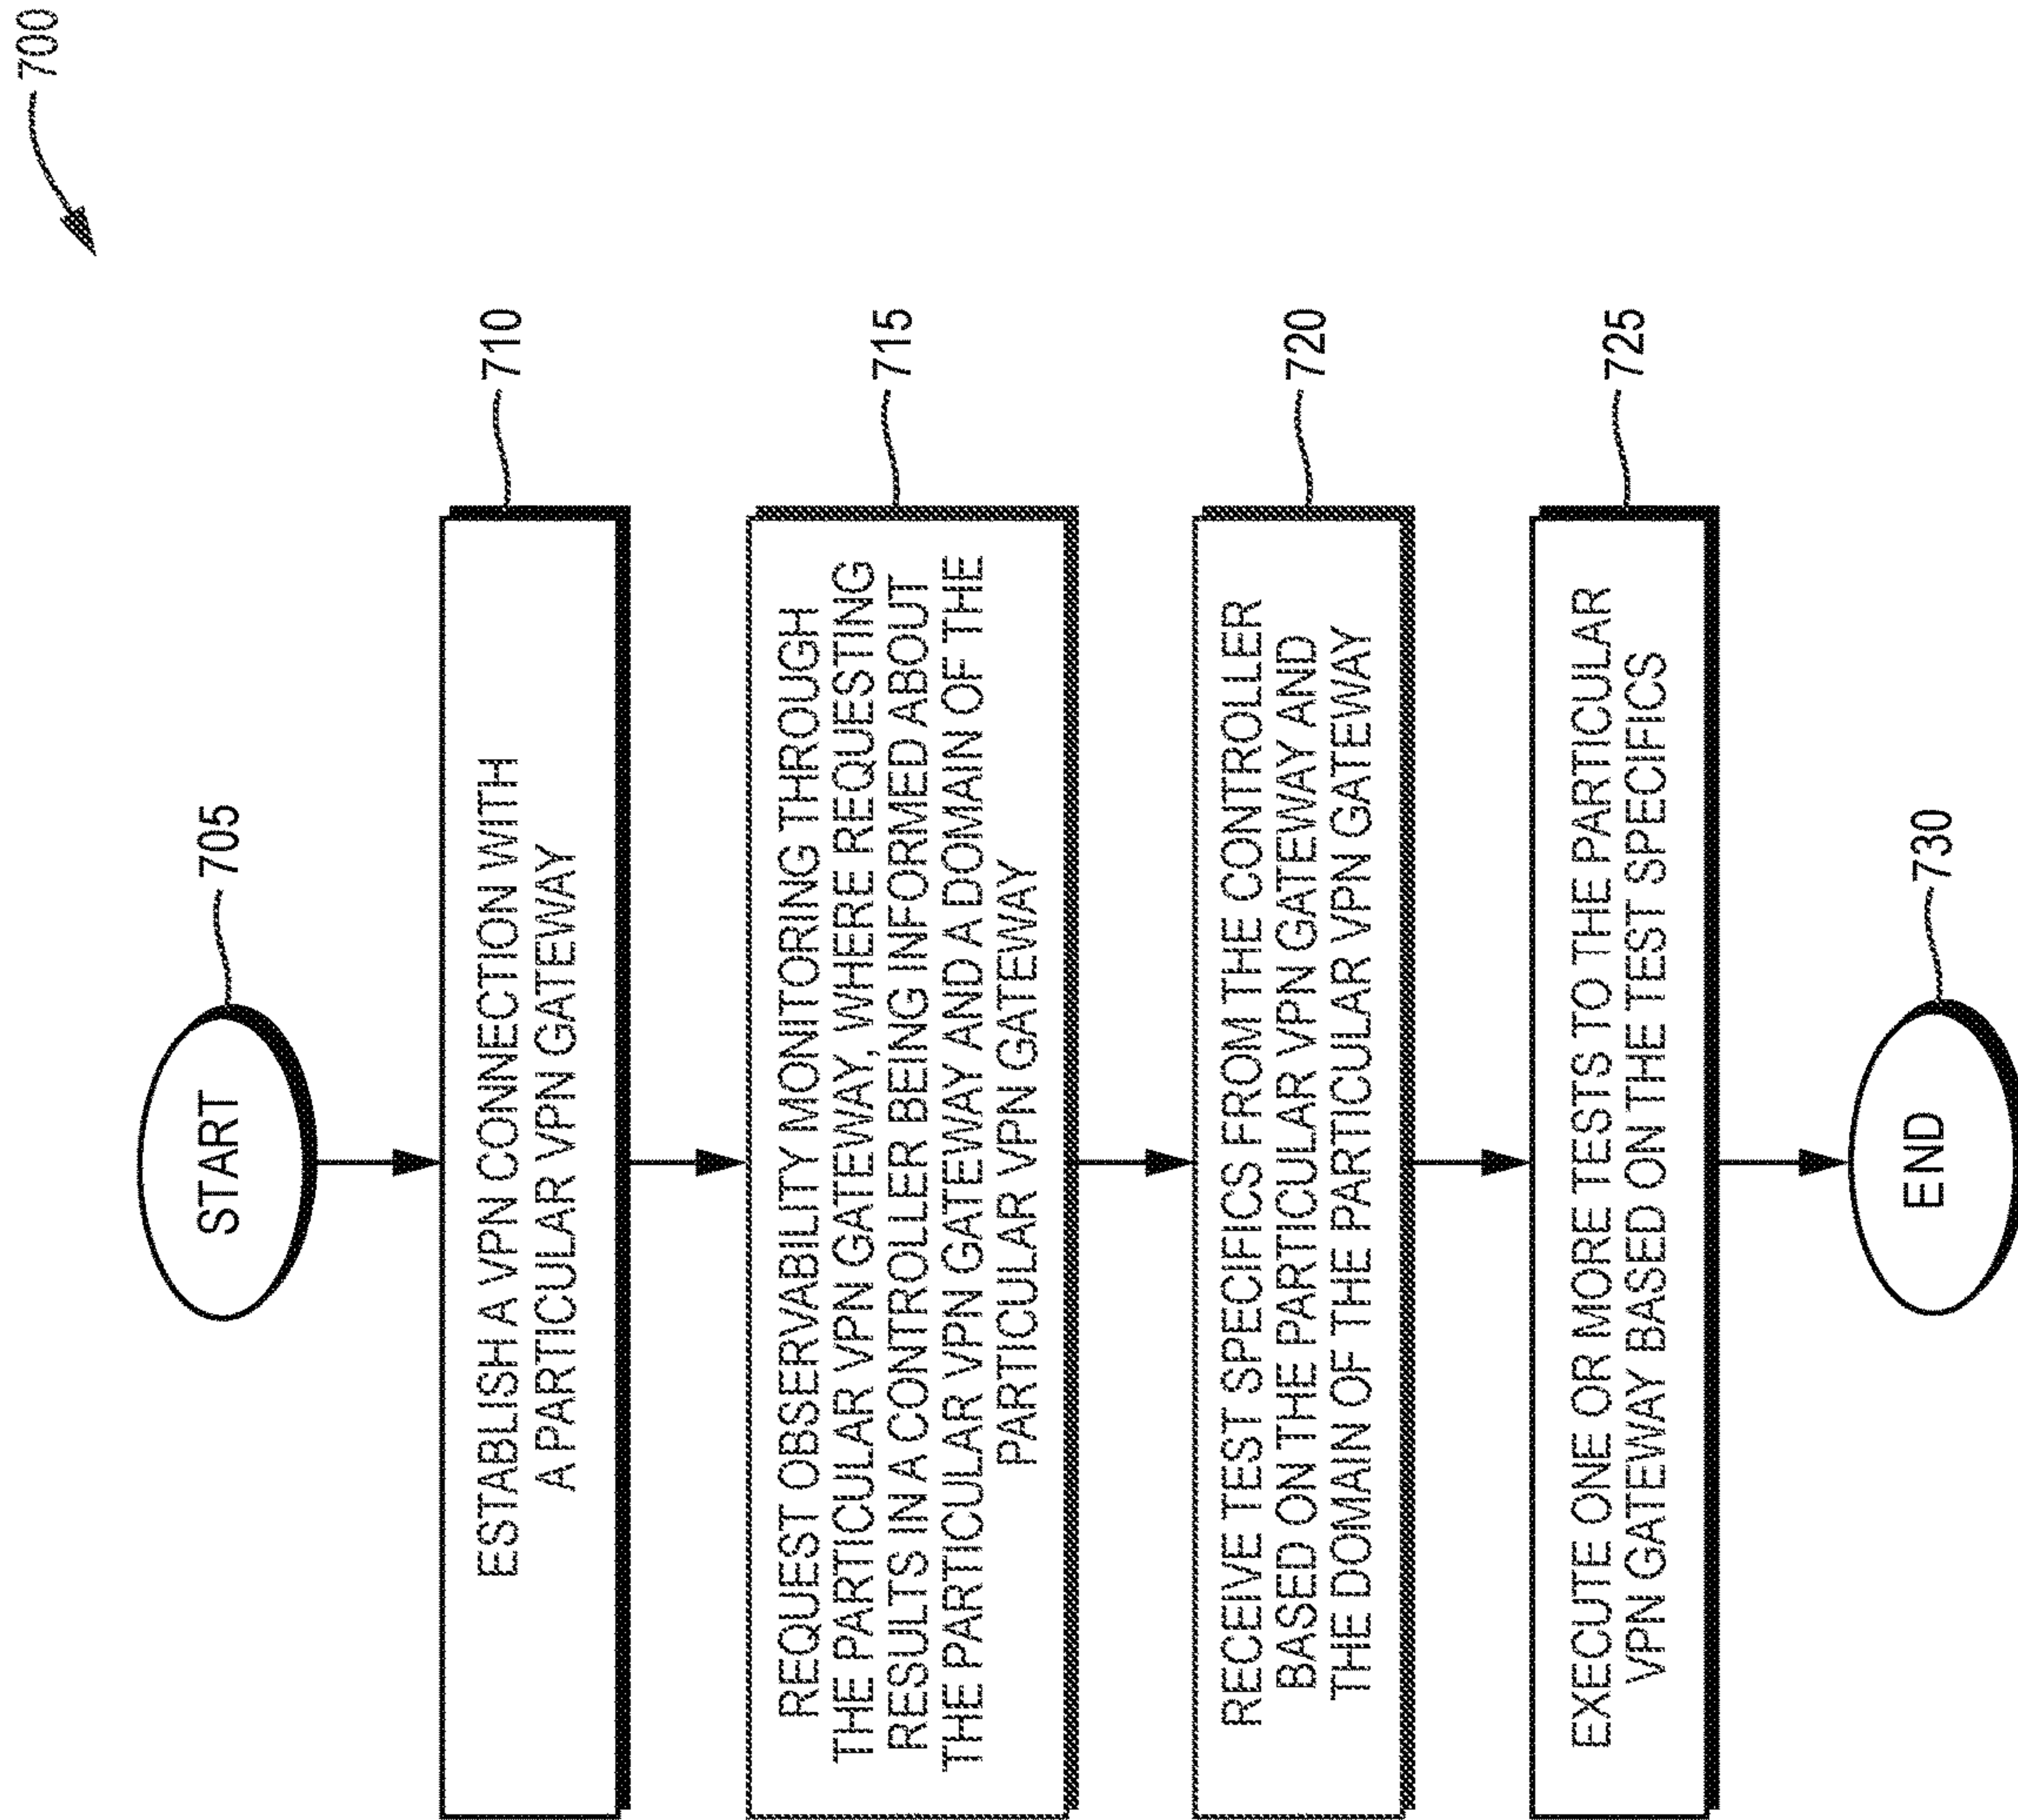 700
START
705
ESTABLISH A VPN CONNECTION WITH
A PARTICULAR VPN GATEWAY
710
REQUEST OBSERVABILITY MONITORING THROUGH
THE PARTICULAR VPN GATEWAY, WHERE REQUESTING
RESULTS IN A CONTROLLER BEING INFORMED ABOUT
THE PARTICULAR VPN GATEWAY AND A DOMAIN OF THE
PARTICULAR VPN GATEWAY
715
RECEIVE TEST SPECIFICS FROM THE CONTROLLER
BASED ON THE PARTICULAR VPN GATEWAY AND
THE DOMAIN OF THE PARTICULAR VPN GATEWAY
720
EXECUTE ONE OR MORE TESTS TO THE PARTICULAR
VPN GATEWAY BASED ON THE TEST SPECIFICS
725
END
730